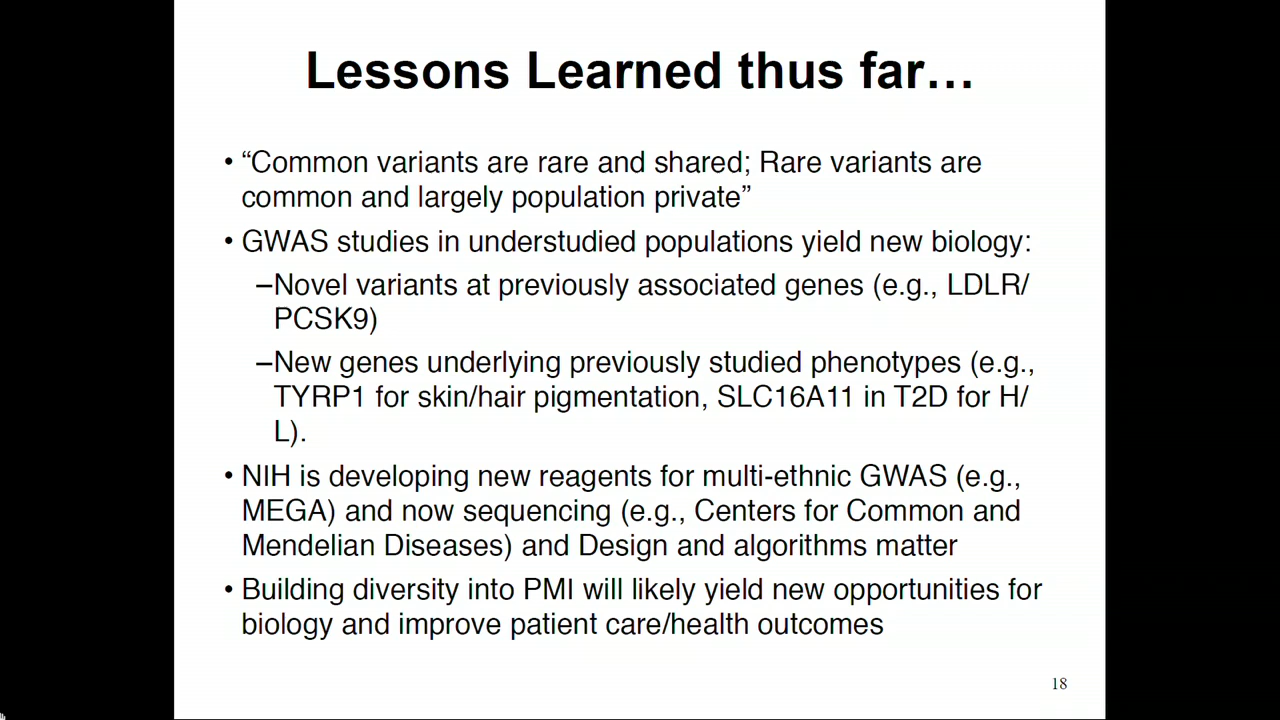 Lessons Learned thus far…
• “Common variants are rare and shared; Rare variants are
common and largely population private”
• GWAS studies in understudied populations yield new biology:
–Novel variants at previously associated genes (e.g., LDLR/
PCSK9)
–New genes underlying previously studied phenotypes (e.g.,
TYRP1 for skin/hair pigmentation, SLC16A11 in T2D for H/
L).
• NIH is developing new reagents for multi-ethnic GWAS (e.g.,
MEGA) and now sequencing (e.g., Centers for Common and
Mendelian Diseases) and Design and algorithms matter
• Building diversity into PMI will likely yield new opportunities for
biology and improve patient care/health outcomes
18